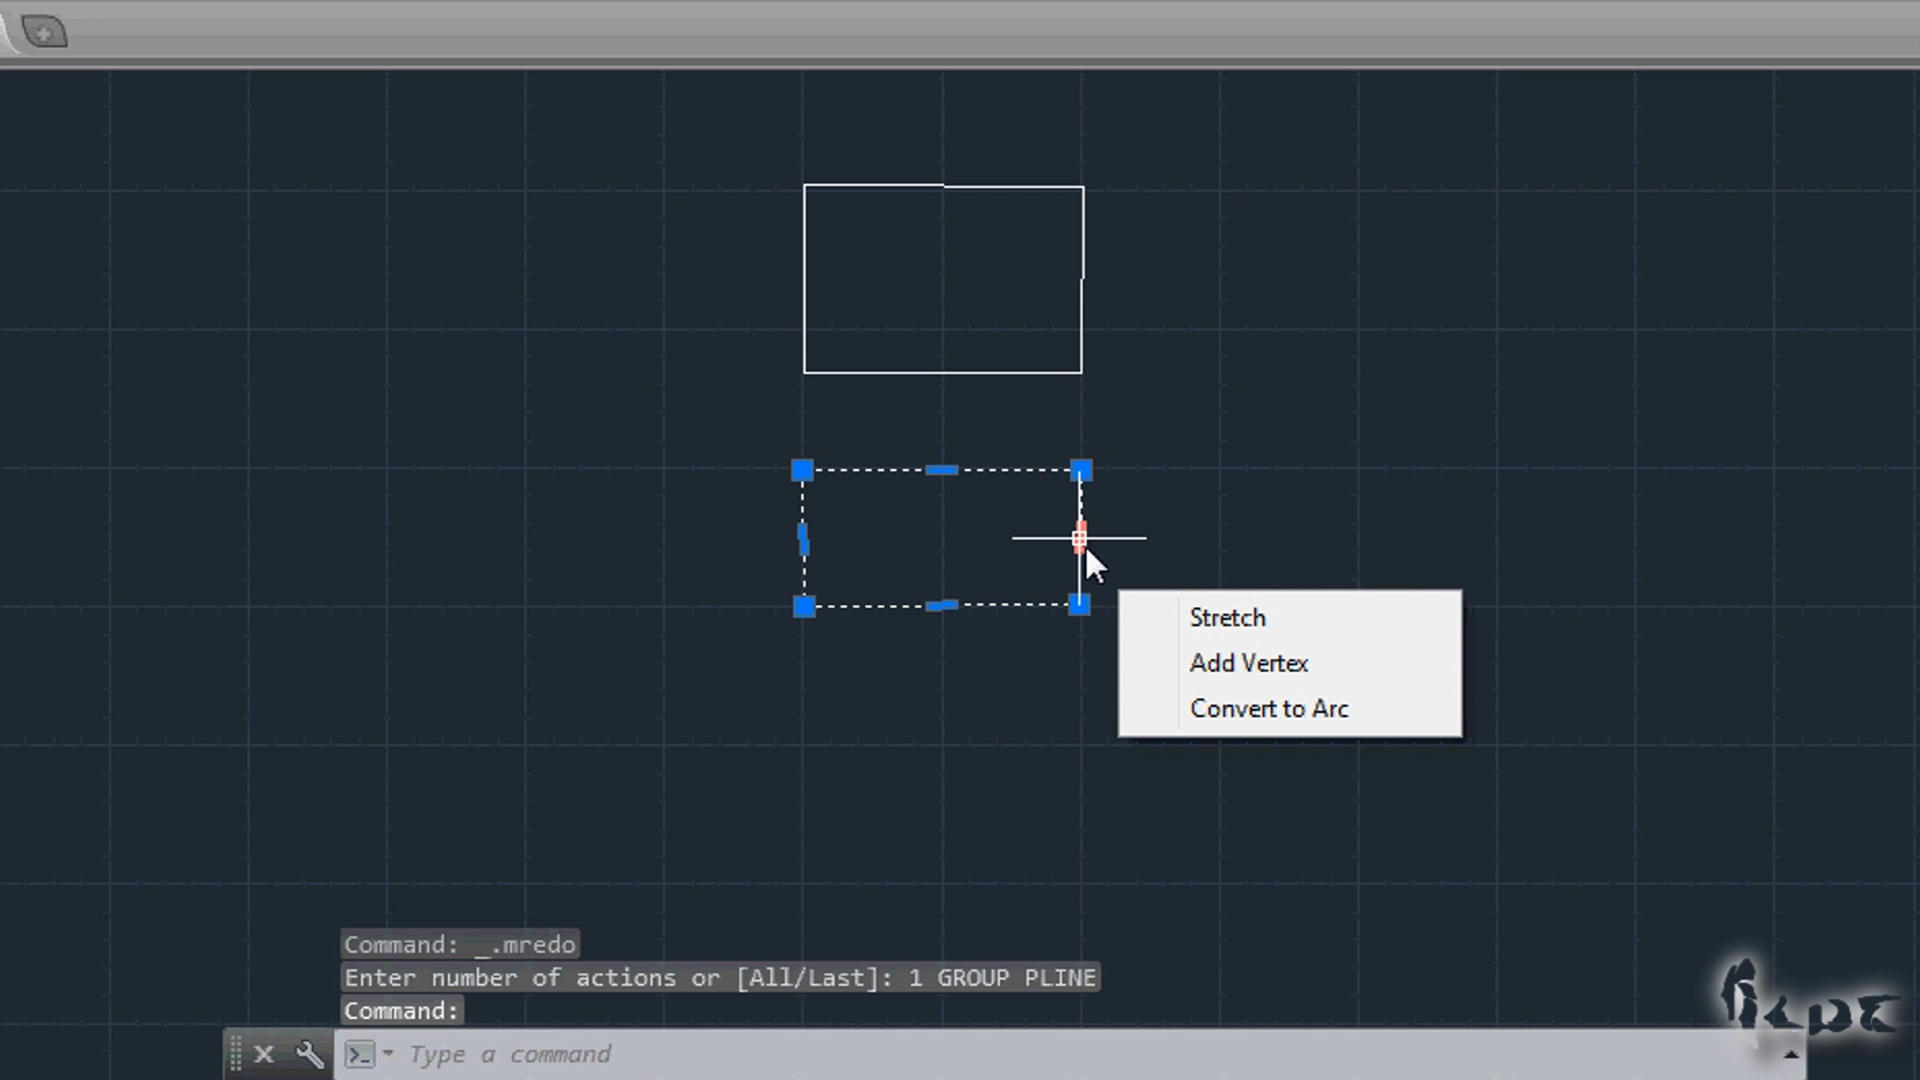 Stretch
Add Vertex
Convert to Arc
Command: _.mredo
Enter number of actions or [All/Last]: 1 GROUP PLINE
Command:
Type a command